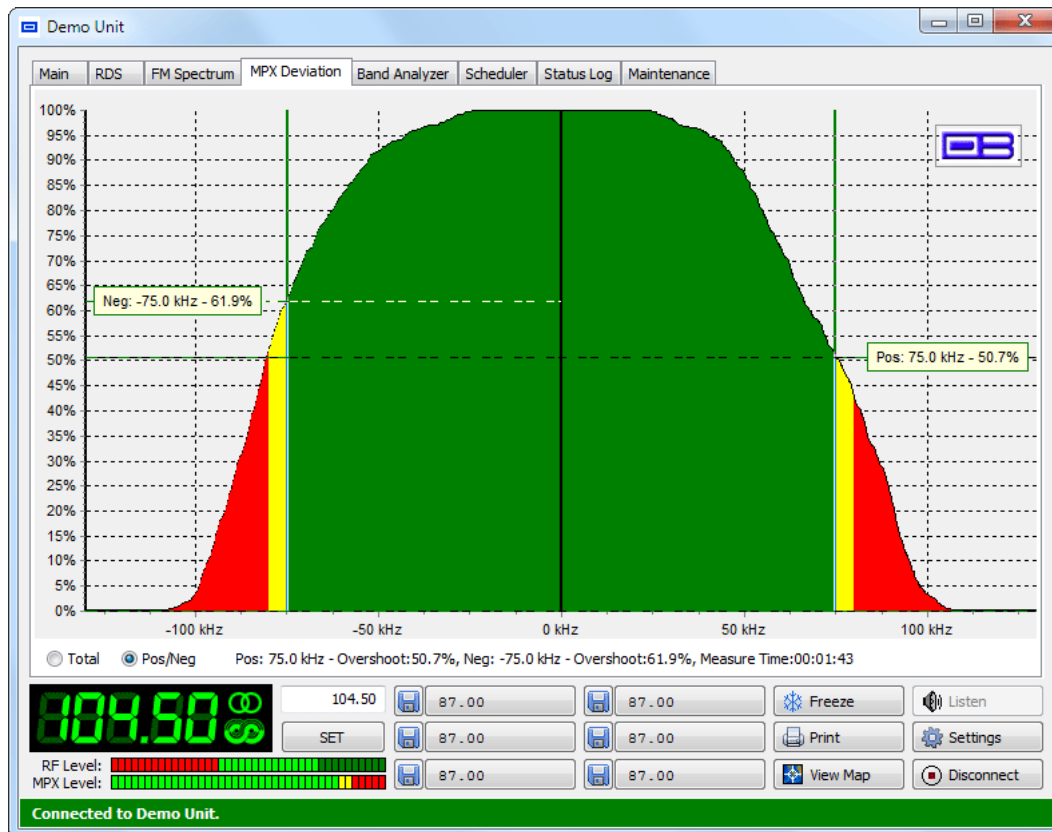 Demo Unit
Main RDS FM Spectrum MPX Deviation Band Analyzer Scheduler Status Log Maintenance
100%
95%
90%
85%
80%
75%
70%
65%
60%
55%
50%
45%
40%
35%
30%
25%
20%
15%
10%
5%
0%
Neg: -75.0 kHz - 61.9%
Pos: 75.0 kHz - 50.7%
-100 kHz -50 kHz 0 kHz 50 kHz 100 kHz
Total Pos/Neg Pos: 75.0 kHz - Overshoot:50.7%, Neg: -75.0 kHz - Overshoot:61.9%, Measure Time:00:01:43
104.50 104.50 87.00 87.00 Freeze Listen
SET 87.00 87.00 Print Settings
RF Level:
MPX Level: 87.00 87.00 View Map Disconnect
Connected to Demo Unit.